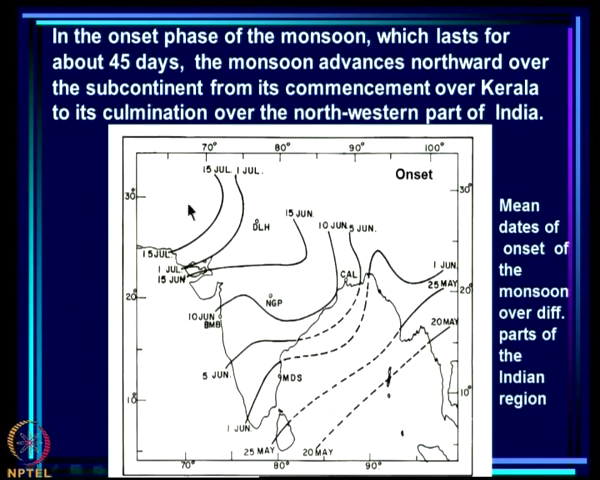 In the onset phase of the monsoon, which lasts for
about 45 days, the monsoon advances northward over
the subcontinent from its commencement over Kerala
to its culmination over the north-western part of India.
70° 80° 90° 100°
15 JUL. 1 JUL.
Onset
30° 30°
DLH
15 JUN.
10 JUN. 5 JUN.
15 JUL.
1 JUL.
15 JUN.
CAL
1 JUN.
25 MAY
20° 20°
NGP
10 JUN
BMB
20 MAY
5 JUN.
MDS
10° 10°
1 JUN.
25 MAY 20 MAY
70° 80° 90°
Mean
dates of
onset of
the
monsoon
over diff.
parts of
the
Indian
region
NPTEL